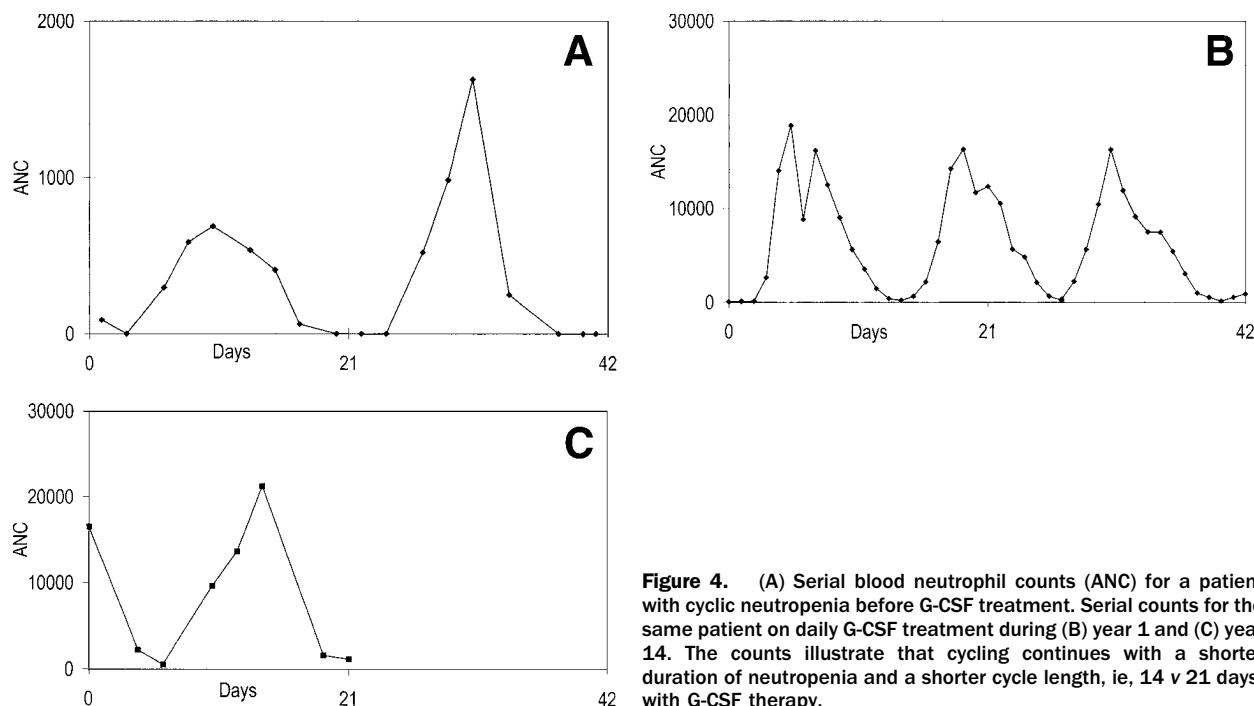 2000
1000
0
ANC
A
Days
0
21
42
30000
20000
10000
0
ANC
B
Days
0
21
42
30000
20000
10000
0
ANC
C
Days
0
21
42
Figure 4. (A) Serial blood neutrophil counts (ANC) for a patien
with cyclic neutropenia before G-CSF treatment. Serial counts for the
same patient on daily G-CSF treatment during (B) year 1 and (C) yea
14. The counts illustrate that cycling continues with a shorte
duration of neutropenia and a shorter cycle length, ie, 14 v 21 days
with G-CSF therapy.